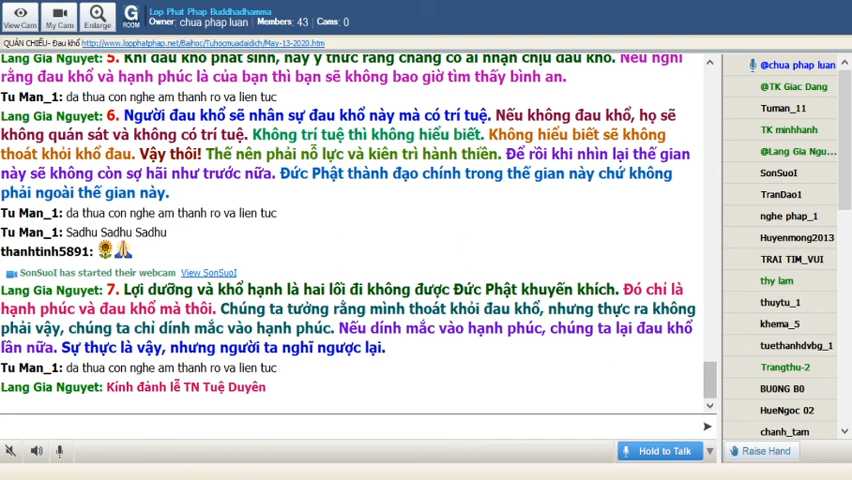 View Cam
My Cam
Enlarge
G
ROOM
Lop Phat Phap Buddhadhamma
Owner: chua phap luan Members: 43 Cams: 0
QUÁN CHIẾU- Đau khổ http://www.lopphatphap.net/Baihoc/Tuhocmuadaidich/May-13-2020.htm
Lang Gia Nguyet: 5. Khi đau khổ phát sinh, hãy ý thức rằng chẳng có ai nhận chịu đau khổ. Nếu nghĩ
rằng đau khổ và hạnh phúc là của bạn thì bạn sẽ không bao giờ tìm thấy bình an.
Tu Man_1: da thua con nghe am thanh ro va lien tuc
Lang Gia Nguyet: 6. Người đau khổ sẽ nhân sự đau khổ này mà có trí tuệ. Nếu không đau khổ, họ sẽ
không quán sát và không có trí tuệ. Không trí tuệ thì không hiểu biết. Không hiểu biết sẽ không
thoát khỏi khổ đau. Vậy thôi! Thế nên phải nỗ lực và kiên trì hành thiền. Để rồi khi nhìn lại thế gian
này sẽ không còn sợ hãi như trước nữa. Đức Phật thành đạo chính trong thế gian này chứ không
phải ngoài thế gian này.
Tu Man_1: da thua con nghe am thanh ro va lien tuc
Tu Man_1: Sadhu Sadhu Sadhu
thanhtinh5891:
SonSuoI has started their webcam View SonSuoI
Lang Gia Nguyet: 7. Lợi dưỡng và khổ hạnh là hai lối đi không được Đức Phật khuyến khích. Đó chỉ là
hạnh phúc và đau khổ mà thôi. Chúng ta tưởng rằng mình thoát khỏi đau khổ, nhưng thực ra không
phải vậy, chúng ta chỉ dính mắc vào hạnh phúc. Nếu dính mắc vào hạnh phúc, chúng ta lại đau khổ
lần nữa. Sự thực là vậy, nhưng người ta nghĩ ngược lại.
Tu Man_1: da thua con nghe am thanh ro va lien tuc
Lang Gia Nguyet: Kính đảnh lễ TN Tuệ Duyên
Hold to Talk
@chua phap luan
@TK Giac Dang
Tuman_11
TK minhhanh
@Lang Gia Ngu...
SonSuoI
TranDao1
nghe phap_1
Huyenmong2013
TRAI TIM_VUI
thy lam
thuytu_1
khema_5
tuethanhdvbg_1
Trangthu-2
BU0NG B0
HueNgoc 02
chanh_tam
Raise Hand